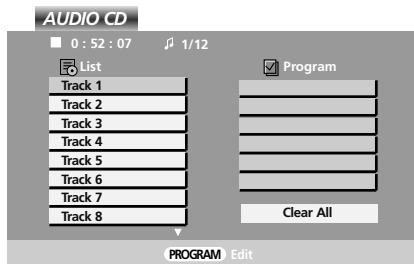 AUDIO CD
0 : 52 : 07 1/12
List
Program
Track 1
Track 2
Track 3
Track 4
Track 5
Track 6
Track 7
Track 8
Clear All
PROGRAM Edit